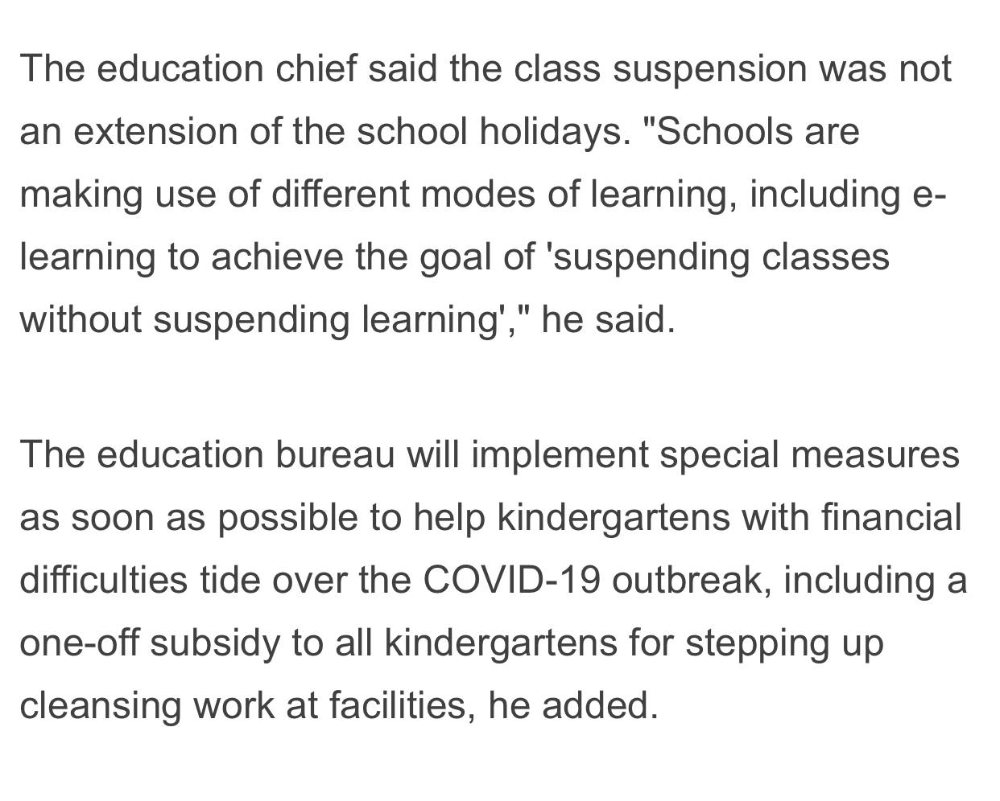 The education chief said the class suspension was not
an extension of the school holidays. "Schools are
making use of different modes of learning, including e-
learning to achieve the goal of 'suspending classes
without suspending learning'," he said.
The education bureau will implement special measures
as soon as possible to help kindergartens with financial
difficulties tide over the COVID-19 outbreak, including a
one-off subsidy to all kindergartens for stepping up
cleansing work at facilities, he added.